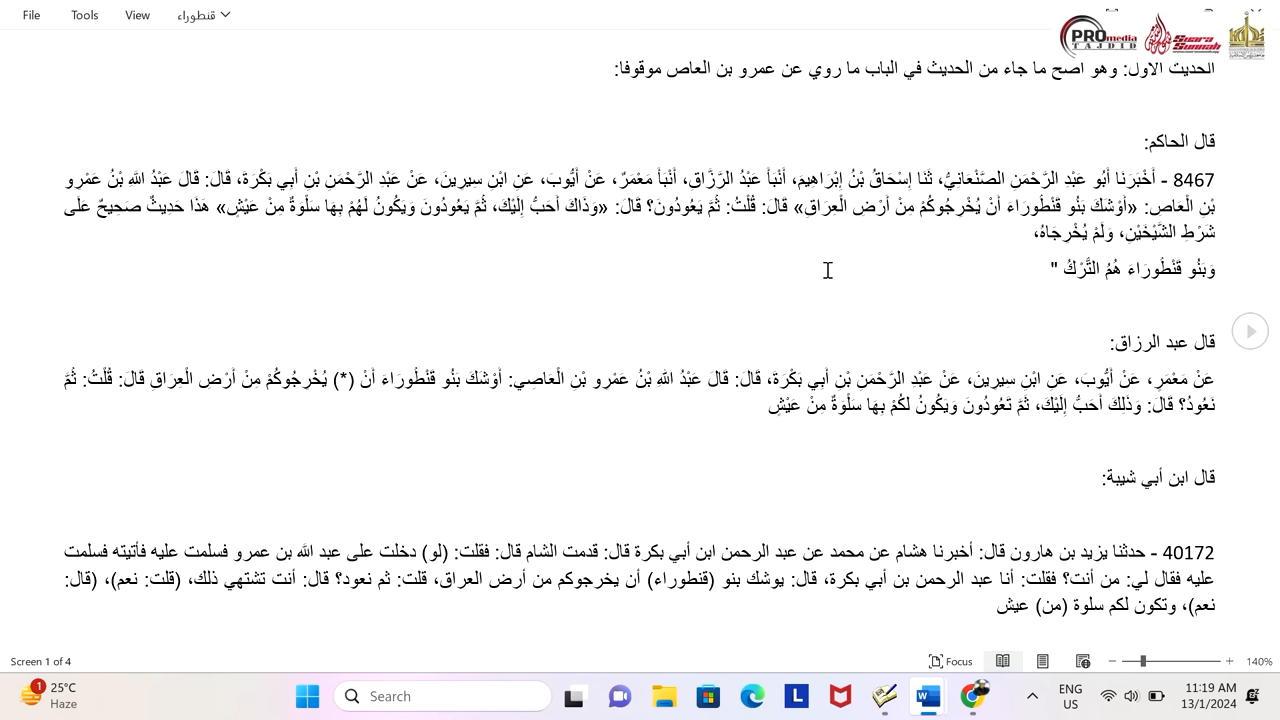 File Tools View قنطوراء
PROmedia TAJDID Suara Sunnah
الحديث الاول: وهو اصح ما جاء من الحديث في الباب ما روي عن عمرو بن العاص موقوفا:
قال الحاكم:
8467 - أَخْبَرَنَا أَبُو عَبْدِ الرَّحْمَنِ الصَّنْعَانِيُّ، ثَنَا إِسْحَاقُ بْنُ إِبْرَاهِيمَ، أَنْبَأَ عَبْدُ الرَّزَّاقِ، أَنْبَأَ مَعْمَرٌ، عَنْ أَيُّوبَ، عَنِ ابْنِ سِيرِينَ، عَنْ عَبْدِ الرَّحْمَنِ بْنِ أَبِي بَكْرَةَ، قَالَ: قَالَ عَبْدُ اللَّهِ بْنُ عَمْرِو
بْنِ الْعَاصِ: «أَوْشَكَ بَنُو قَنْطُورَاءَ أَنْ يُخْرِجُوكُمْ مِنْ أَرْضِ الْعِرَاقِ» قَالَ: قُلْتُ: ثُمَّ يَعُودُونَ؟ قَالَ: «وَذَاكَ أَحَبُّ إِلَيْكَ، ثُمَّ يَعُودُونَ وَيَكُونُ لَهُمْ بِهَا سَلْوَةٌ مِنْ عَيْشٍ» هَذَا حَدِيثٌ صَحِيحٌ عَلَى
شَرْطِ الشَّيْخَيْنِ، وَلَمْ يُخْرِجَاهُ،
وَبَنُو قَنْطُورَاءَ هُمُ التُّرْكُ "
قال عبد الرزاق:
عَنْ مَعْمَرٍ، عَنْ أَيُّوبَ، عَنِ ابْنِ سِيرِينَ، عَنْ عَبْدِ الرَّحْمَنِ بْنِ أَبِي بَكْرَةَ، قَالَ: قَالَ عَبْدُ اللَّهِ بْنُ عَمْرِو بْنِ الْعَاصِي: أَوْشَكَ بَنُو قَنْطُورَاءَ أَنْ (*) يُخْرِجُوكُمْ مِنْ أَرْضِ الْعِرَاقِ قَالَ: قُلْتُ: ثُمَّ
نَعُودُ؟ قَالَ: وَذَلِكَ أَحَبُّ إِلَيْكَ، ثُمَّ تَعُودُونَ وَيَكُونُ لَكُمْ بِهَا سَلْوَةٌ مِنْ عَيْشٍ
قال ابن أبي شيبة:
40172 - حدثنا يزيد بن هارون قال: أخبرنا هشام عن محمد عن عبد الرحمن ابن أبي بكرة قال: قدمت الشام قال: فقلت: (لو) دخلت على عبد الله بن عمرو فسلمت عليه فأتيته فسلمت
عليه فقال لي: من أنت؟ فقلت: أنا عبد الرحمن بن أبي بكرة، قال: يوشك بنو (قنطوراء) أن يخرجوكم من أرض العراق، قلت: ثم نعود؟ قال: أنت تشتهي ذلك، (قلت: نعم)، (قال:
نعم)، وتكون لكم سلوة (من) عيش
Screen 1 of 4 Focus 140%
1 25°C Search ENG 11:19 AM
Haze US 13/1/2024